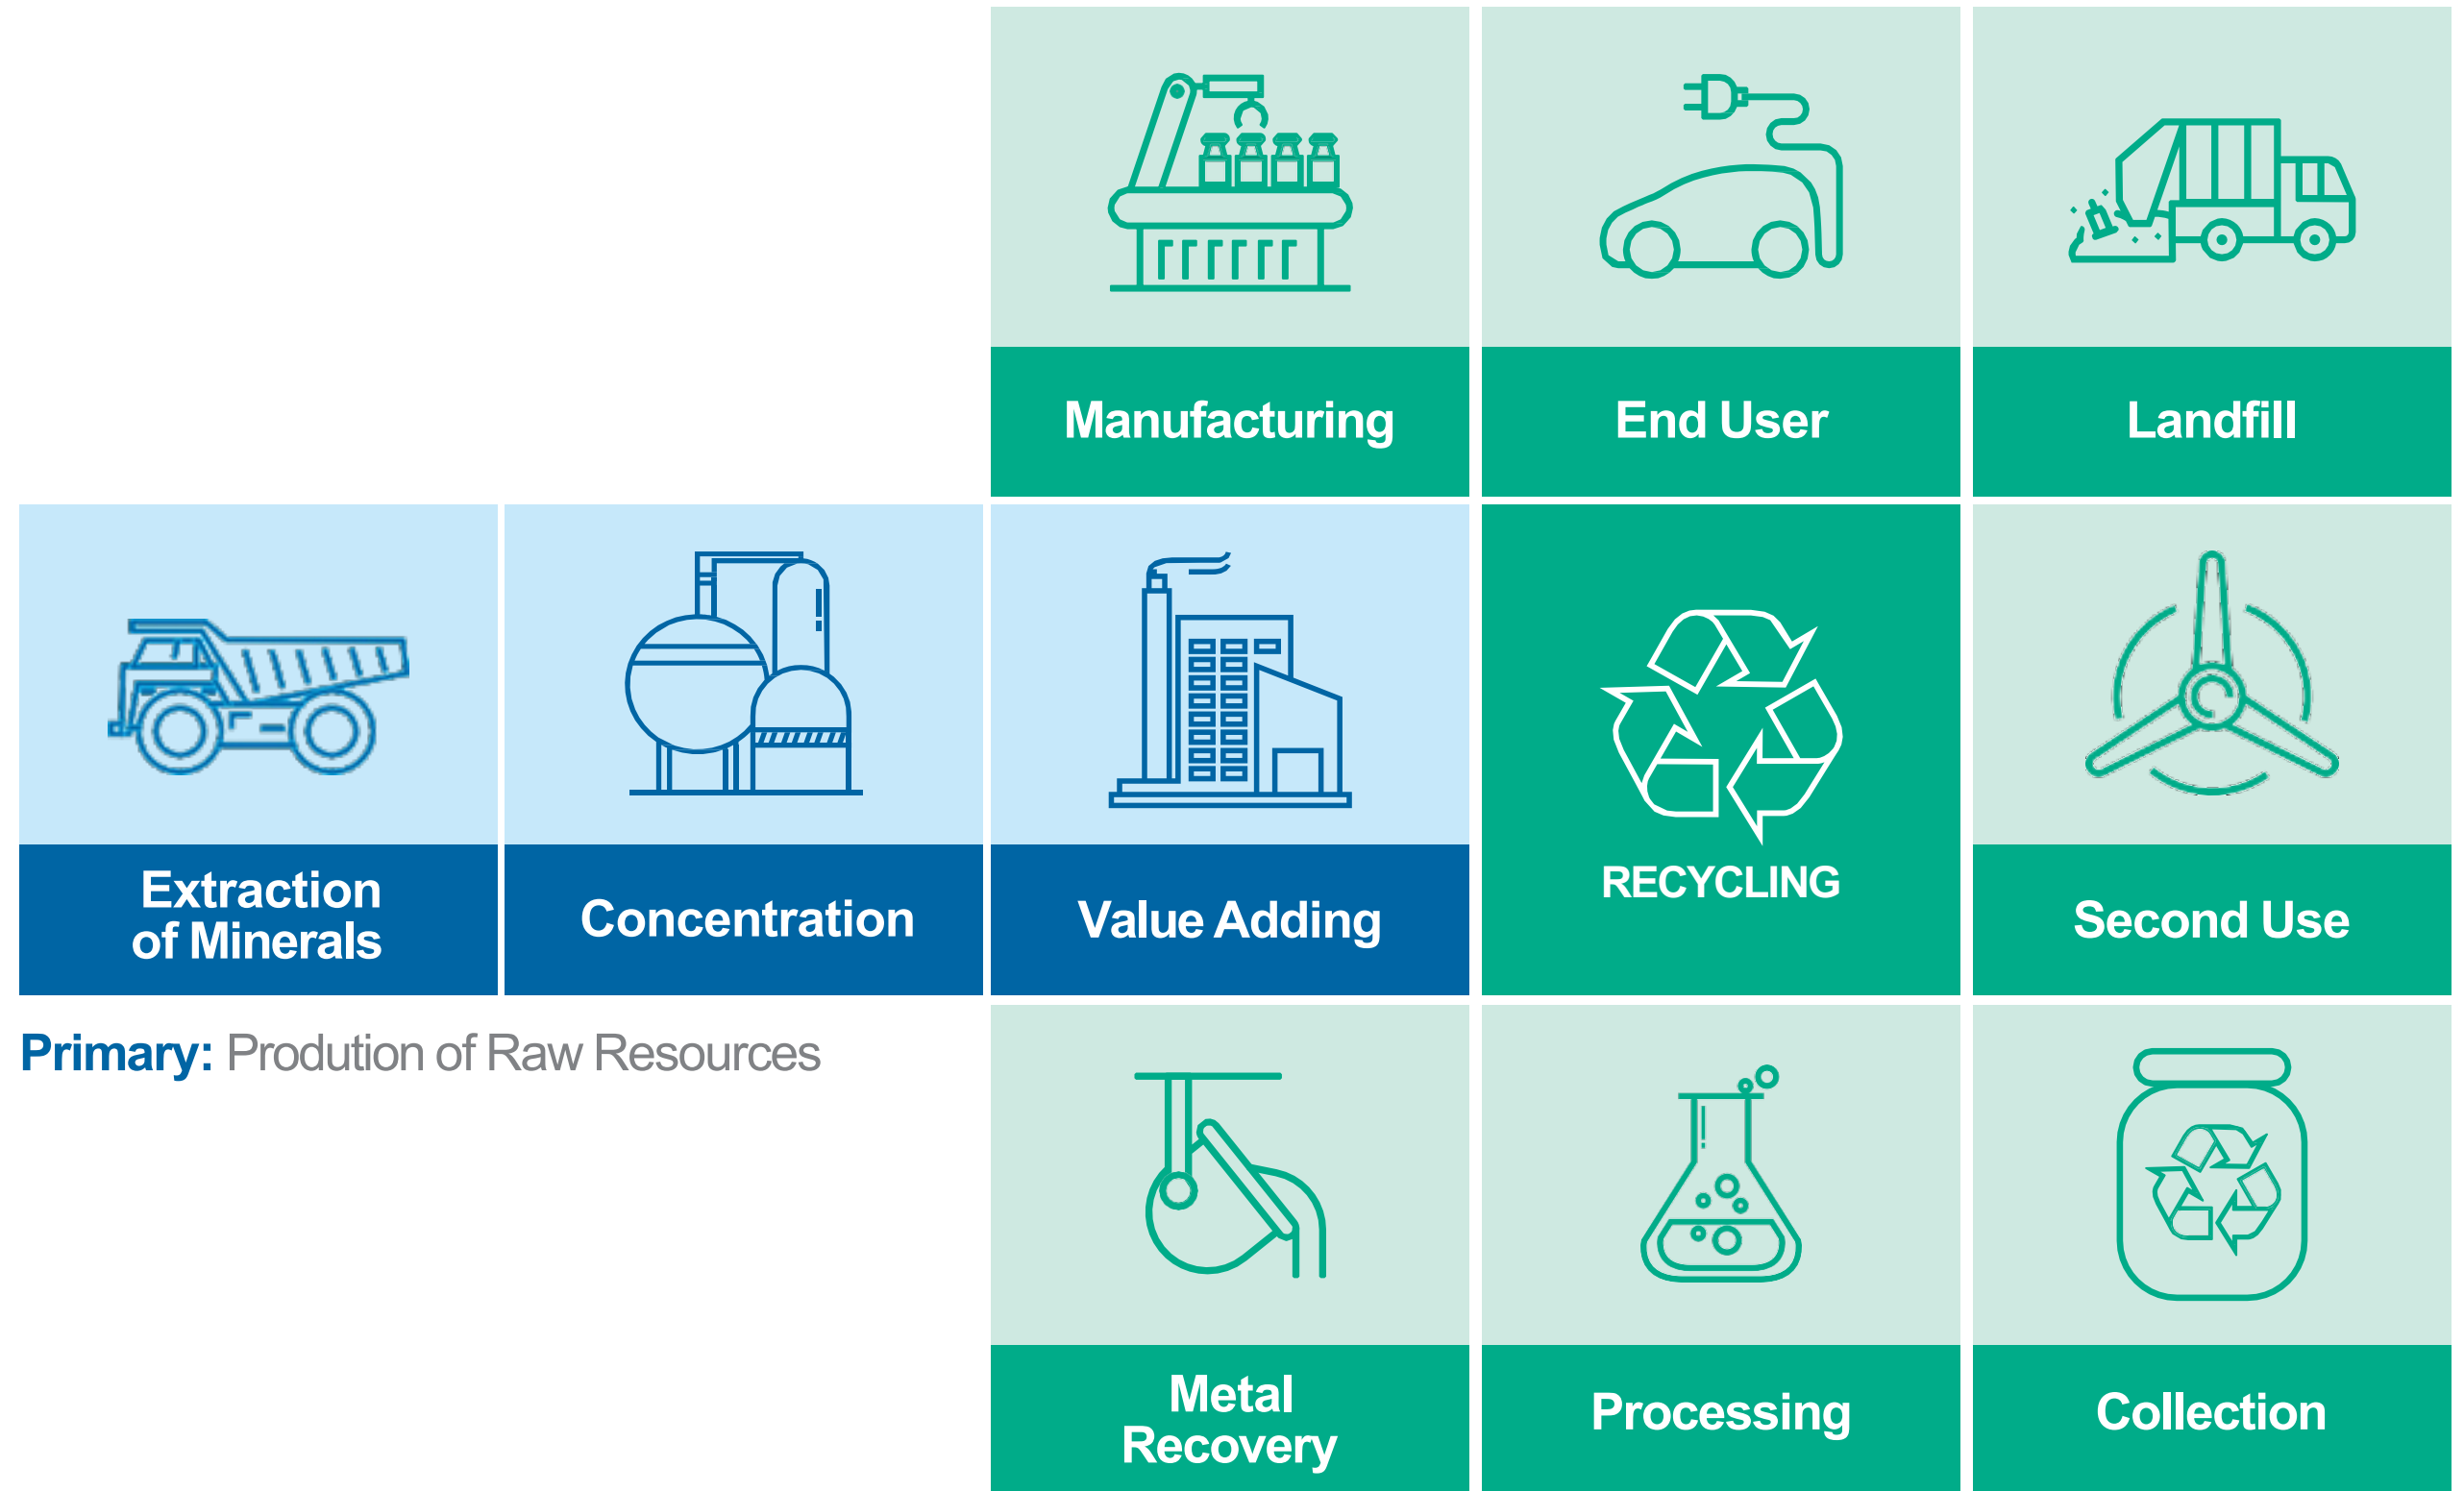 Manufacturing
End User
Landfill
Extraction
of Minerals
Concentration
Value Adding
RECYCLING
Second Use
Primary: Prodution of Raw Resources
Metal
Recovery
Processing
Collection